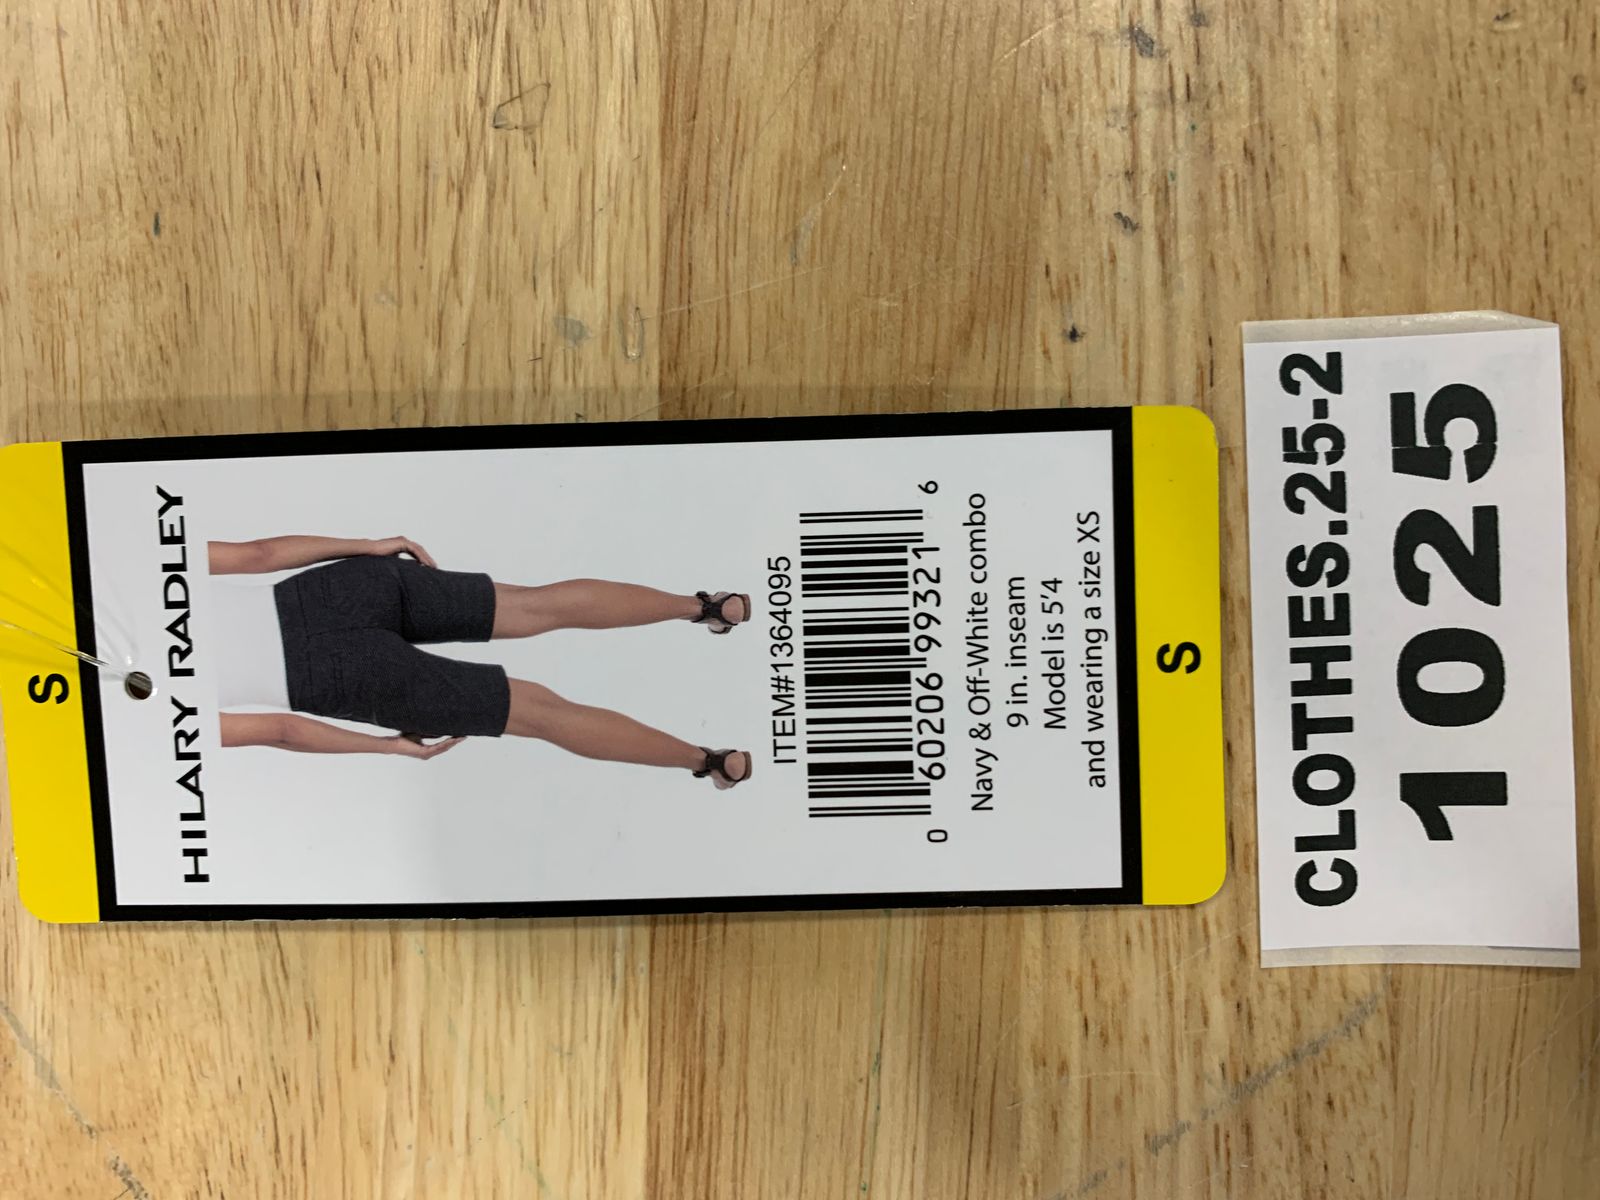 S
HILARY RADLEY
ITEM#1364095
0 60206 99321 6
Navy & Off-White combo
9 in. inseam
Model is 5'4
and wearing a size XS
S
CLOTHES.25-2
1025